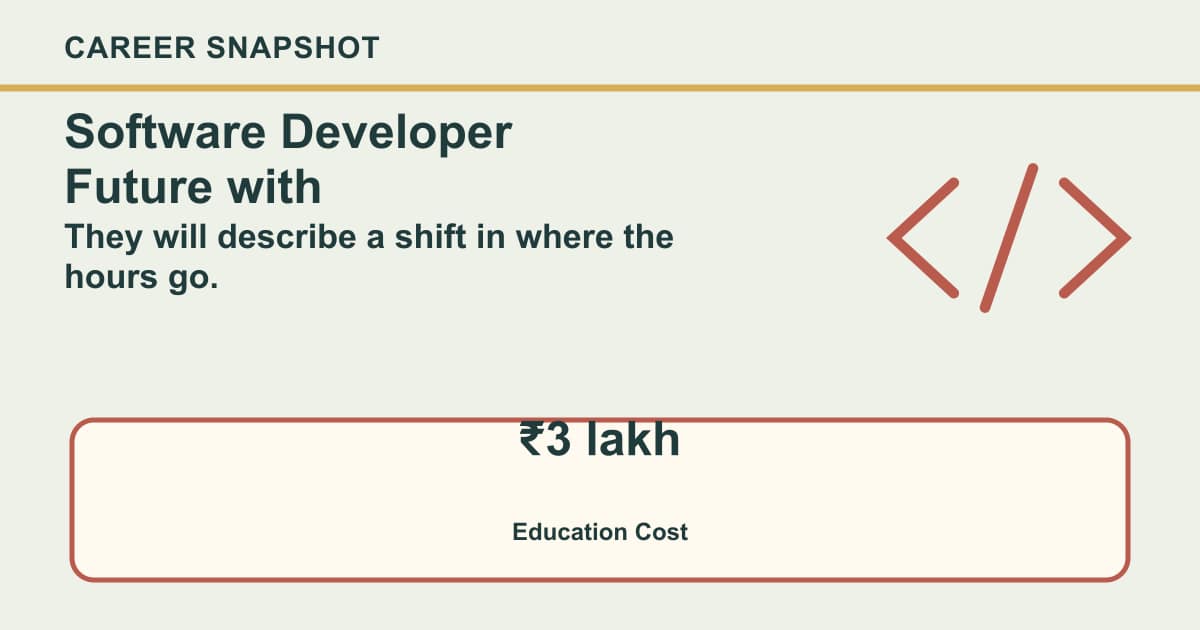 CAREER SNAPSHOT
Software Developer
Future with
They will describe a shift in where the
hours go.
₹3 lakh
Education Cost